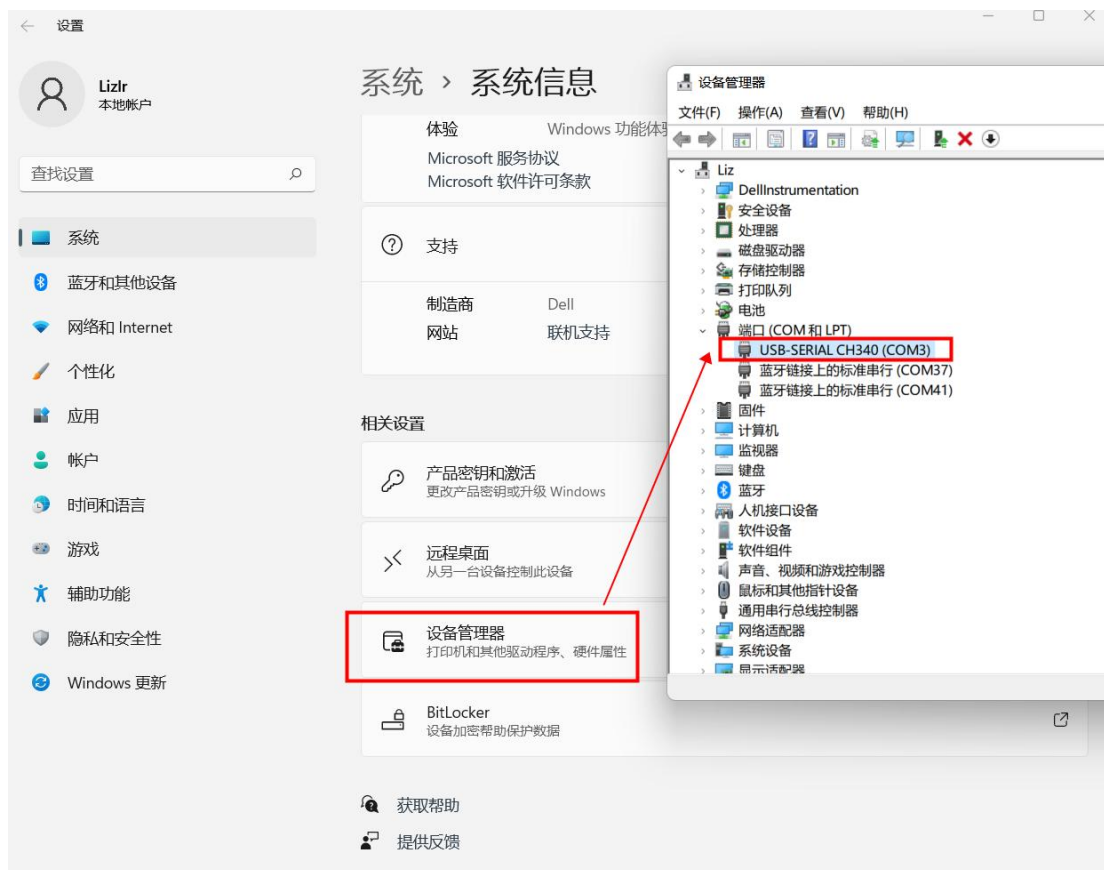 设置
Lizlr
本地帐户
查找设置
系统
蓝牙和其他设备
网络和 Internet
个性化
应用
帐户
时间和语言
游戏
辅助功能
隐私和安全性
Windows 更新
系统 › 系统信息
体验 Windows 功能体验
Microsoft 服务协议
Microsoft 软件许可条款
支持
制造商 Dell
网站 联机支持
相关设置
产品密钥和激活
更改产品密钥或升级 Windows
远程桌面
从另一台设备控制此设备
设备管理器
打印机和其他驱动程序、硬件属性
BitLocker
设备加密帮助保护数据
获取帮助
提供反馈
设备管理器
文件(F) 操作(A) 查看(V) 帮助(H)
Liz
DellInstrumentation
安全设备
处理器
磁盘驱动器
存储控制器
打印队列
电池
端口 (COM 和 LPT)
USB-SERIAL CH340 (COM3)
蓝牙链接上的标准串行 (COM37)
蓝牙链接上的标准串行 (COM41)
固件
计算机
监视器
键盘
蓝牙
人机接口设备
软件设备
软件组件
声音、视频和游戏控制器
鼠标和其他指针设备
通用串行总线控制器
网络适配器
系统设备
显示适配器